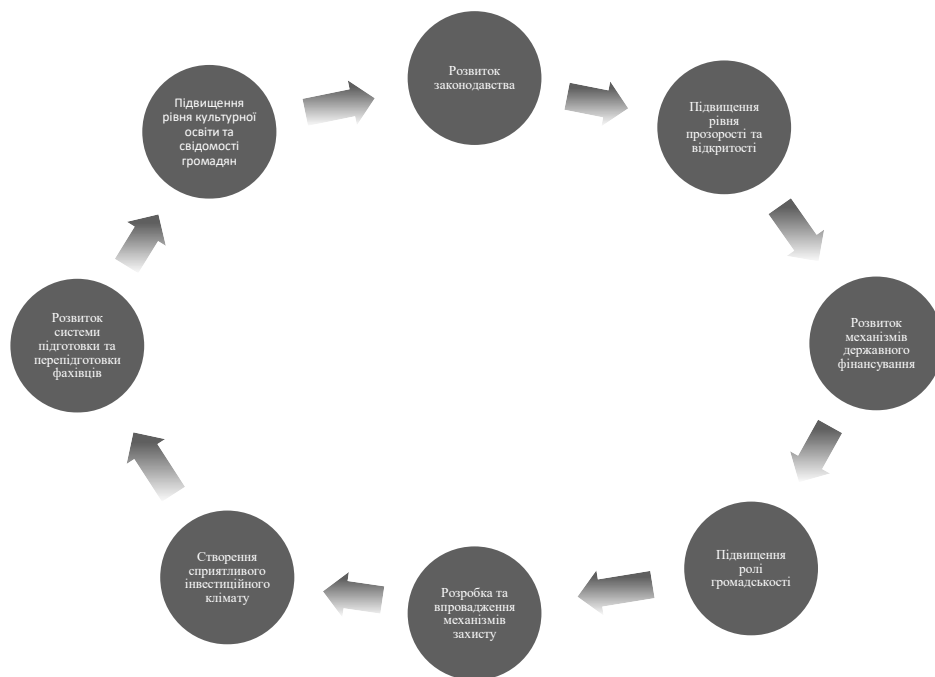 Розвиток
законодавства
Підвищення
рівня
прозорості та
відкритості
Розвиток
механізмів
державного
фінансування
Підвищення
ролі
громадськості
Розробка та
впровадження
механізмів
захисту
Створення
сприятливого
інвестиційного
клімату
Розвиток
системи
підготовки та
перепідготовки
фахівців
Підвищення
рівня культурної
освіти та
свідомості
громадян